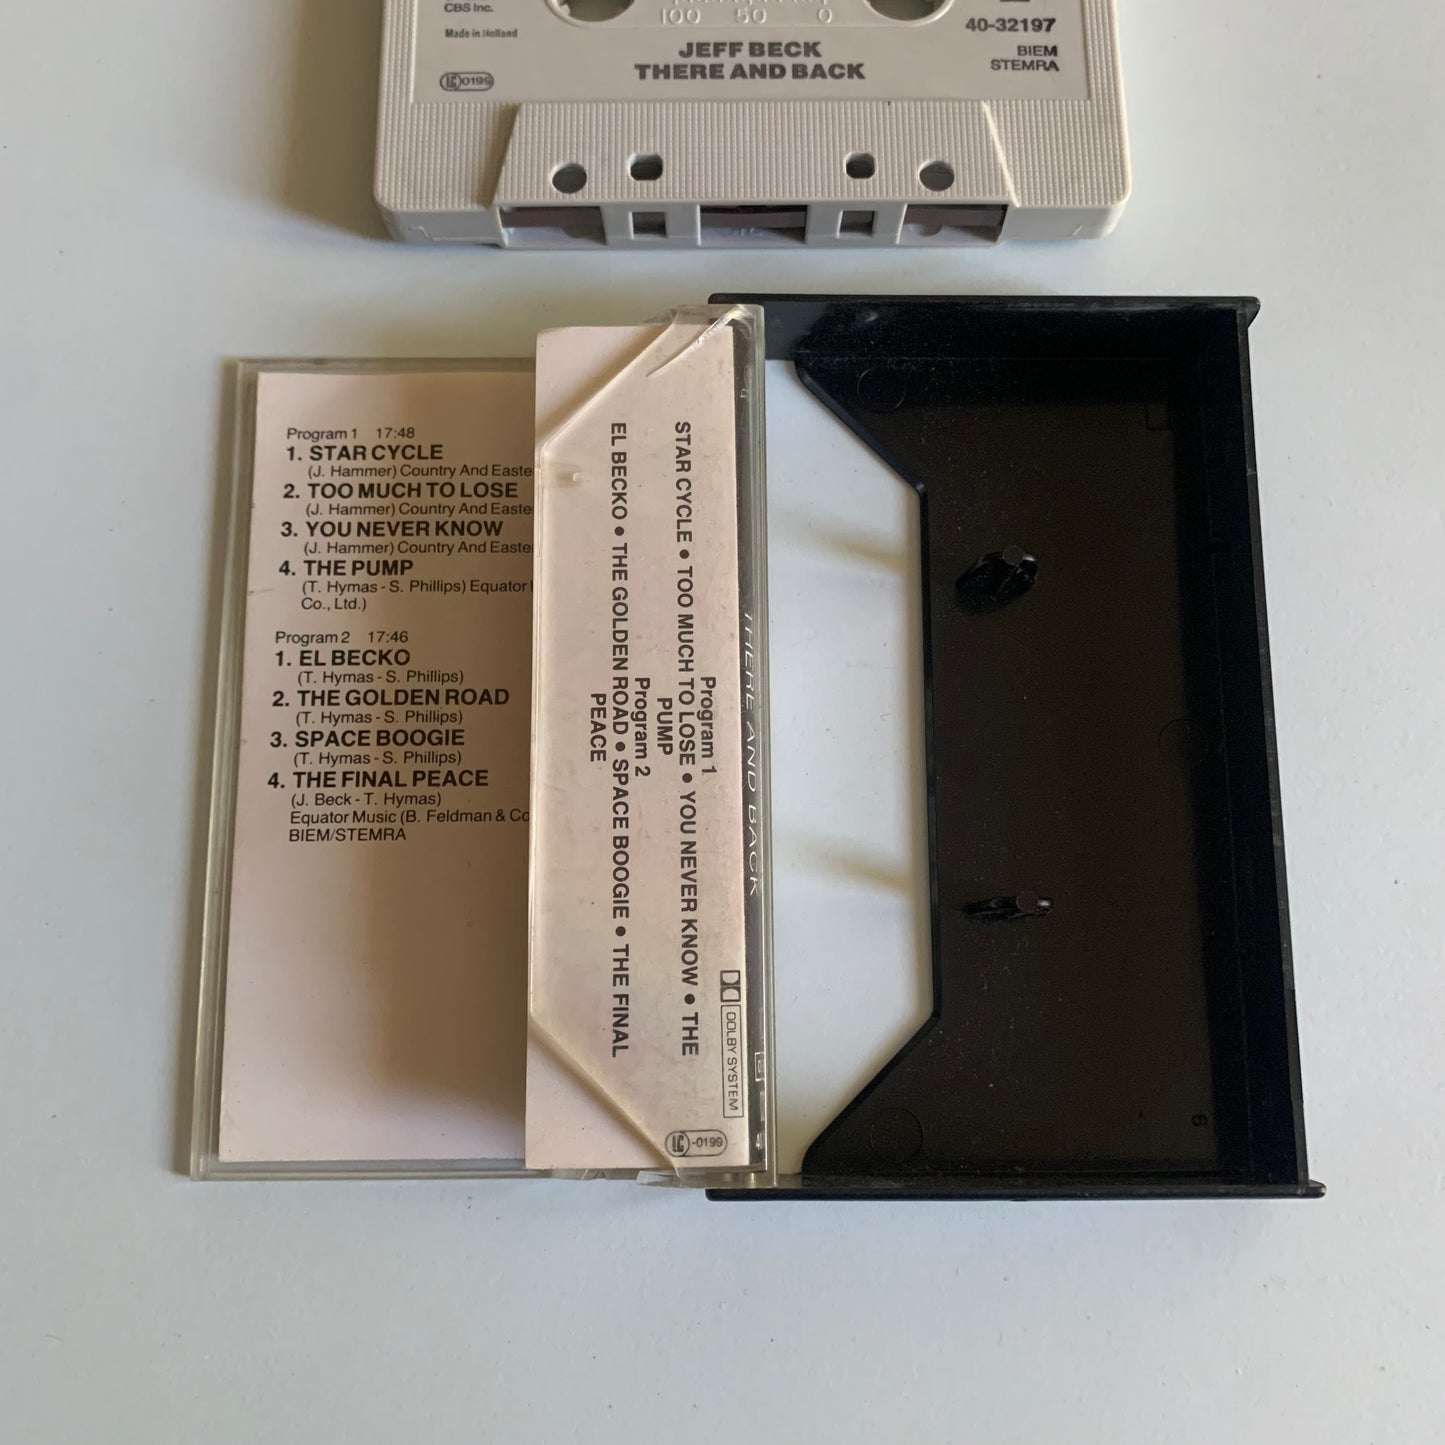 CBS Inc.
Made in Holland
LC 0199
100 50 0
JEFF BECK
THERE AND BACK
40-32197
BIEM
STEMRA
Program 1 17:48
1. STAR CYCLE
(J. Hammer) Country And Easte
2. TOO MUCH TO LOSE
(J. Hammer) Country And Easte
3. YOU NEVER KNOW
(J. Hammer) Country And Easte
4. THE PUMP
(T. Hymas - S. Phillips) Equator
Co., Ltd.)
Program 2 17:46
1. EL BECKO
(T. Hymas - S. Phillips)
2. THE GOLDEN ROAD
(T. Hymas - S. Phillips)
3. SPACE BOOGIE
(T. Hymas - S. Phillips)
4. THE FINAL PEACE
(J. Beck - T. Hymas)
Equator Music (B. Feldman & Co
BIEM/STEMRA
Program 1
STAR CYCLE • TOO MUCH TO LOSE • YOU NEVER KNOW • THE
PUMP
Program 2
EL BECKO • THE GOLDEN ROAD • SPACE BOOGIE • THE FINAL
PEACE
DOLBY SYSTEM
LC-0199
THERE AND BACK
6